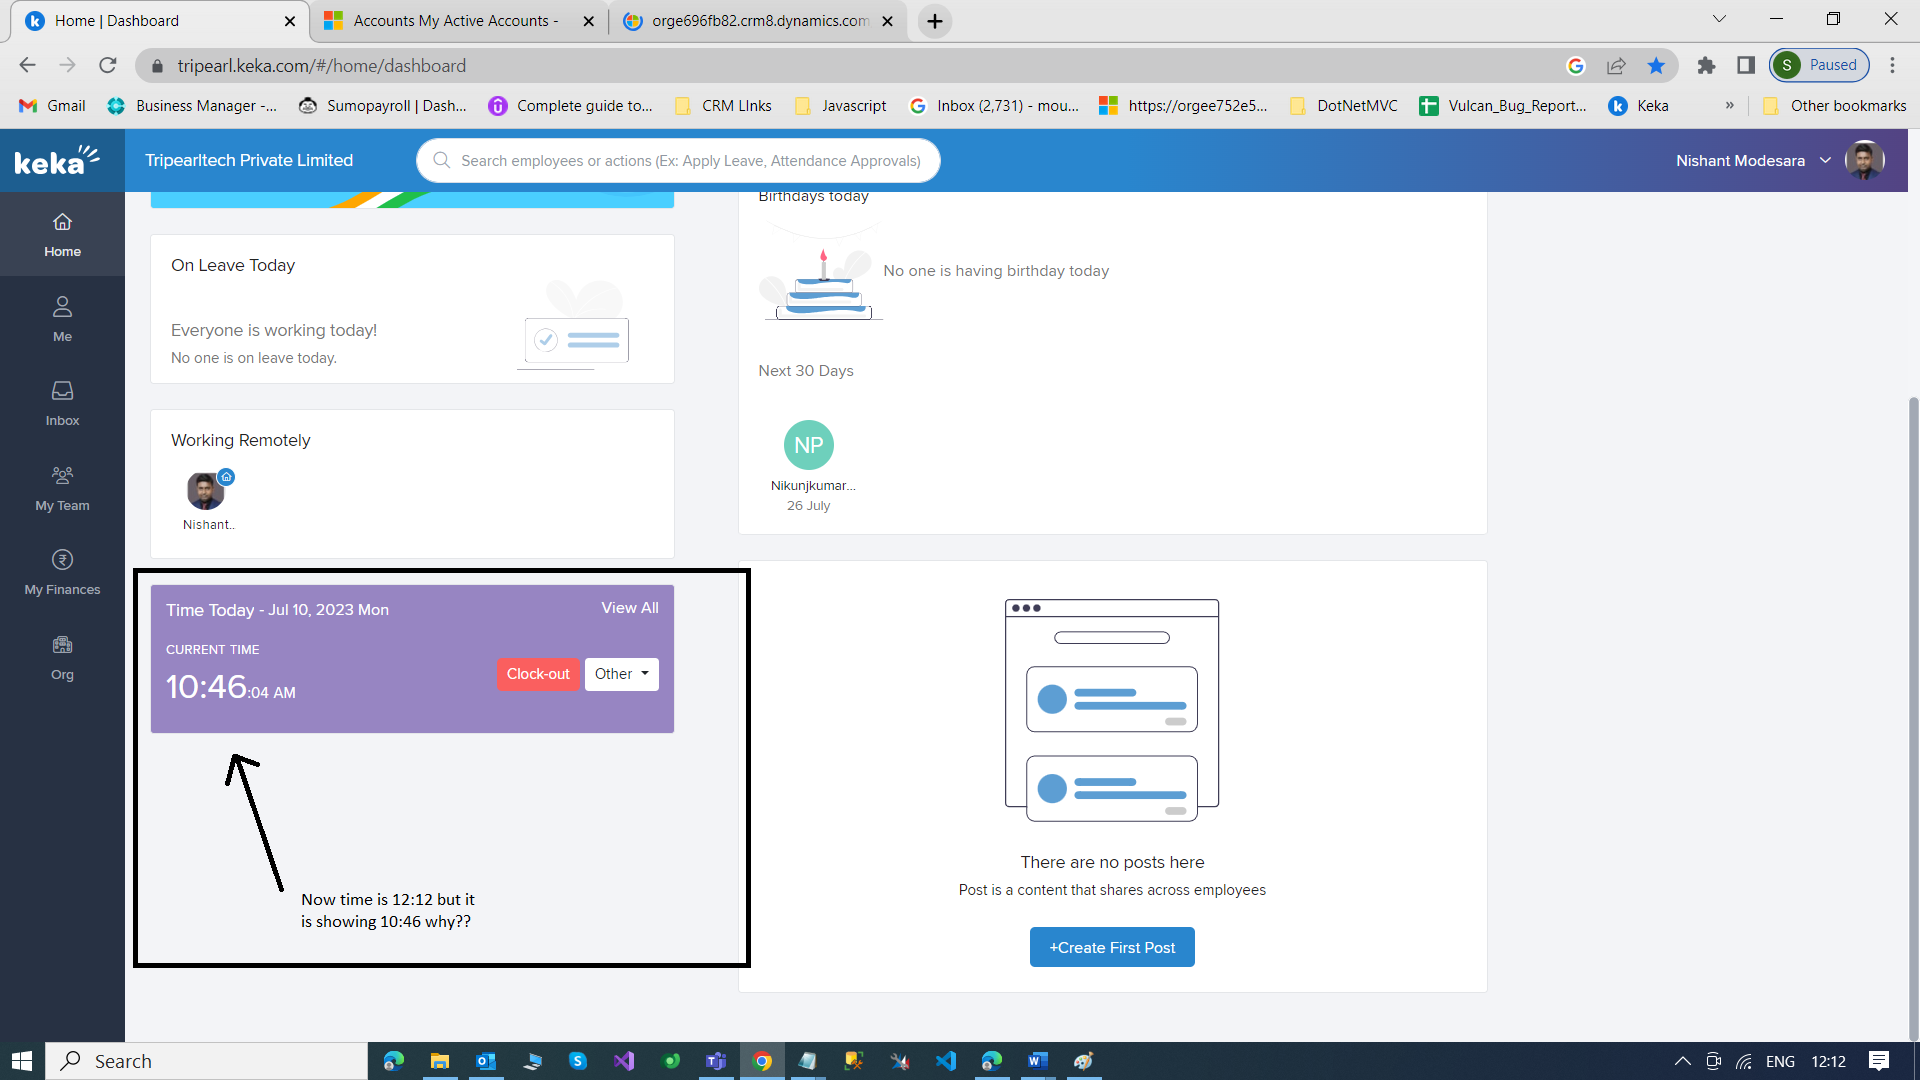 Home | Dashboard
Accounts My Active Accounts -
orge696fb82.crm8.dynamics.com
tripearl.keka.com/#/home/dashboard
S
Paused
Gmail
Business Manager -...
Sumopayroll | Dash...
Complete guide to...
CRM LInks
Javascript
Inbox (2,731) - mou...
https://orgee752e5...
DotNetMVC
Vulcan_Bug_Report...
Keka
»
Other bookmarks
keka
Tripearltech Private Limited
Search employees or actions (Ex: Apply Leave, Attendance Approvals)
Nishant Modesara
Home
Me
Inbox
My Team
My Finances
Org
On Leave Today
Everyone is working today!
No one is on leave today.
Working Remotely
Nishant..
Time Today - Jul 10, 2023 Mon
View All
CURRENT TIME
10:46:04 AM
Clock-out
Other
Now time is 12:12 but it
is showing 10:46 why??
Birthdays today
No one is having birthday today
Next 30 Days
NP
Nikunjkumar...
26 July
There are no posts here
Post is a content that shares across employees
+Create First Post
Search
ENG
12:12